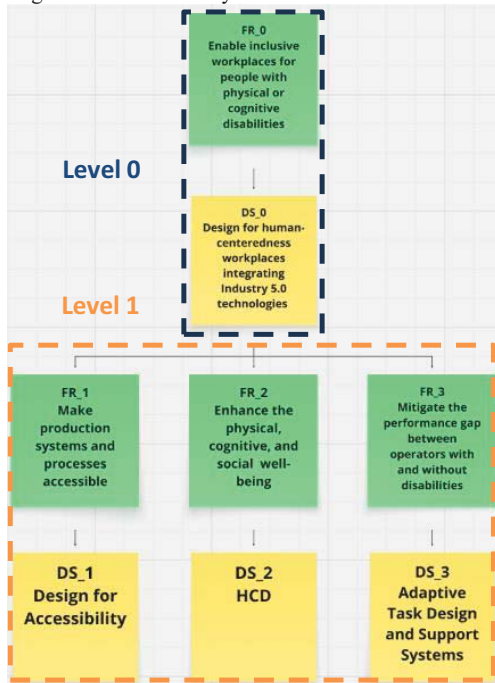 FR_0
Enable inclusive
workplaces for
people with
physical or
cognitive
disabilities
Level 0
DS_0
Design for human-
centeredness
workplaces
integrating
Industry 5.0
technologies
Level 1
FR_1
Make
production
systems and
processes
accessible
FR_2
Enhance the
physical,
cognitive, and
social well-
being
FR_3
Mitigate the
performance gap
between
operators with
and without
disabilities
DS_1
Design for
Accessibility
DS_2
HCD
DS_3
Adaptive
Task Design
and Support
Systems